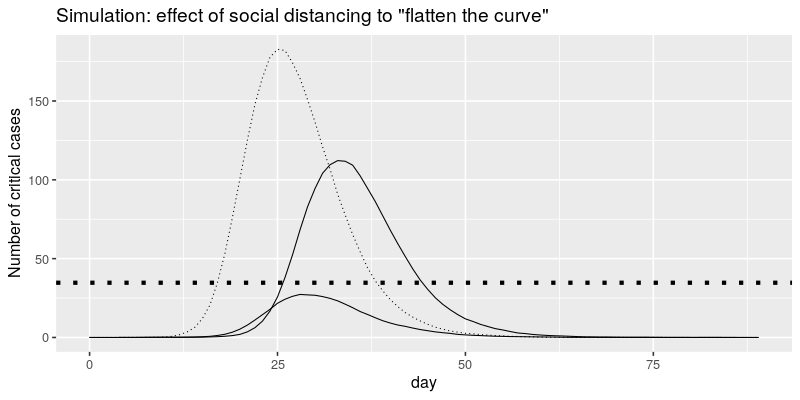 Simulation: effect of social distancing to "flatten the curve"
Number of critical cases
150
100
50
0
0 25 50 75
day